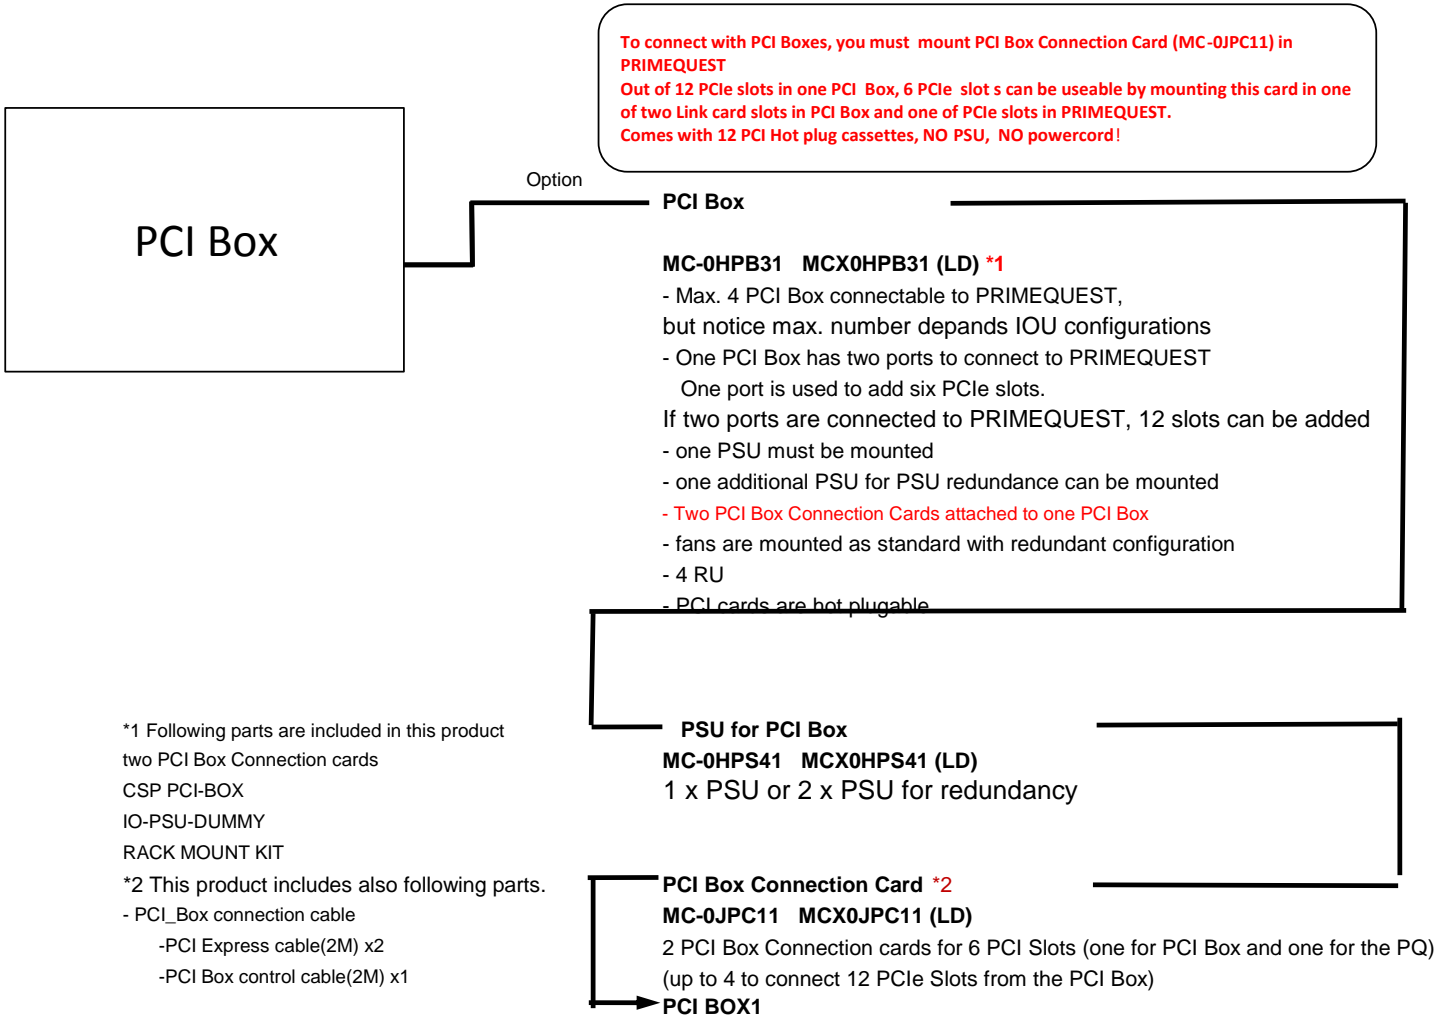 To connect with PCI Boxes, you must mount PCI Box Connection Card (MC-0JPC11) in
PRIMEQUEST
Out of 12 PCIe slots in one PCI Box, 6 PCIe slot s can be useable by mounting this card in one
of two Link card slots in PCI Box and one of PCIe slots in PRIMEQUEST.
Comes with 12 PCI Hot plug cassettes, NO PSU, NO powercord!
PCI Box
Option
PCI Box
MC-0HPB31 MCX0HPB31 (LD) *1
- Max. 4 PCI Box connectable to PRIMEQUEST,
but notice max. number depands IOU configurations
- One PCI Box has two ports to connect to PRIMEQUEST
One port is used to add six PCIe slots.
If two ports are connected to PRIMEQUEST, 12 slots can be added
- one PSU must be mounted
- one additional PSU for PSU redundance can be mounted
- Two PCI Box Connection Cards attached to one PCI Box
- fans are mounted as standard with redundant configuration
- 4 RU
- PCI cards are hot plugable
PSU for PCI Box
MC-0HPS41 MCX0HPS41 (LD)
1 x PSU or 2 x PSU for redundancy
*1 Following parts are included in this product
two PCI Box Connection cards
CSP PCI-BOX
IO-PSU-DUMMY
RACK MOUNT KIT
*2 This product includes also following parts.
- PCI_Box connection cable
-PCI Express cable(2M) x2
-PCI Box control cable(2M) x1
PCI Box Connection Card *2
MC-0JPC11 MCX0JPC11 (LD)
2 PCI Box Connection cards for 6 PCI Slots (one for PCI Box and one for the PQ)
(up to 4 to connect 12 PCIe Slots from the PCI Box)
PCI BOX1